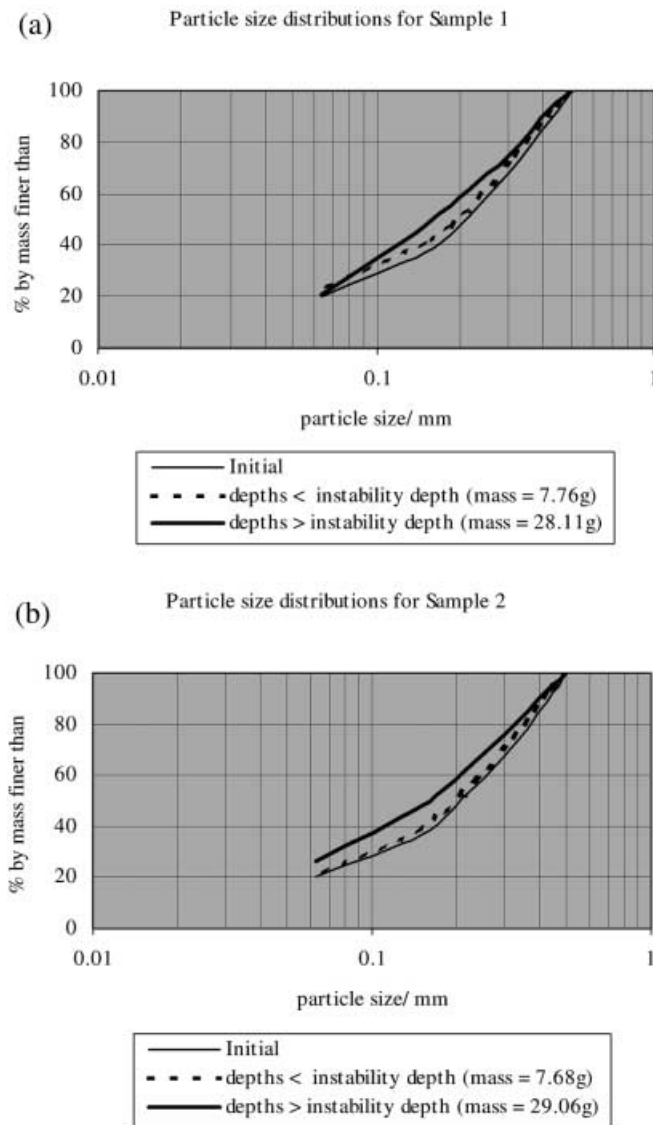 (a)
Particle size distributions for Sample 1
% by mass finer than
100
80
60
40
20
0
0.01
0.1
1
particle size/ mm
Initial
depths < instability depth (mass = 7.76g)
depths > instability depth (mass = 28.11g)
(b)
Particle size distributions for Sample 2
% by mass finer than
100
80
60
40
20
0
0.01
0.1
1
particle size/ mm
Initial
depths < instability depth (mass = 7.68g)
depths > instability depth (mass = 29.06g)